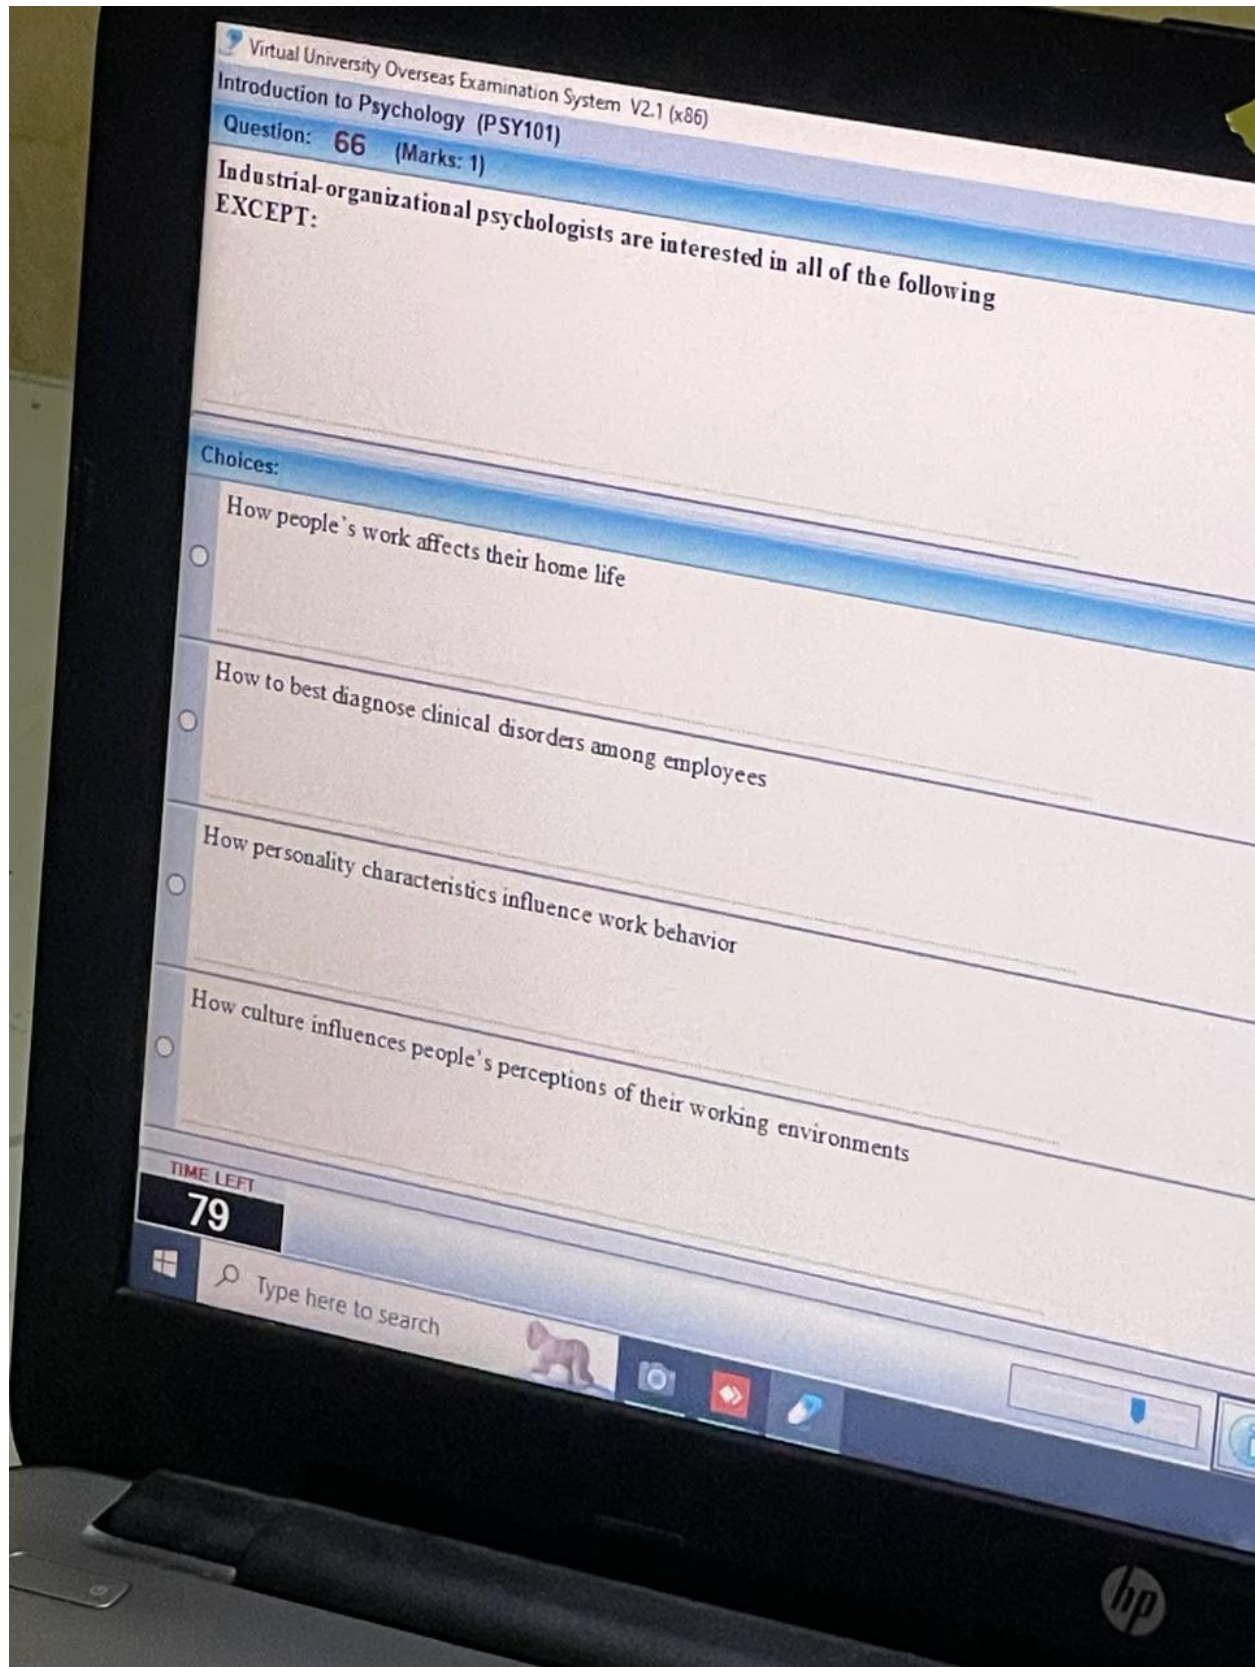 Virtual University Overseas Examination System V2.1 (x86)
Introduction to Psychology (PSY101)
Question: 66 (Marks: 1)
Industrial-organizational psychologists are interested in all of the following
EXCEPT:
Choices:
How people's work affects their home life
How to best diagnose clinical disorders among employees
How personality characteristics influence work behavior
How culture influences people's perceptions of their working environments
TIME LEFT
79
Type here to search
hp